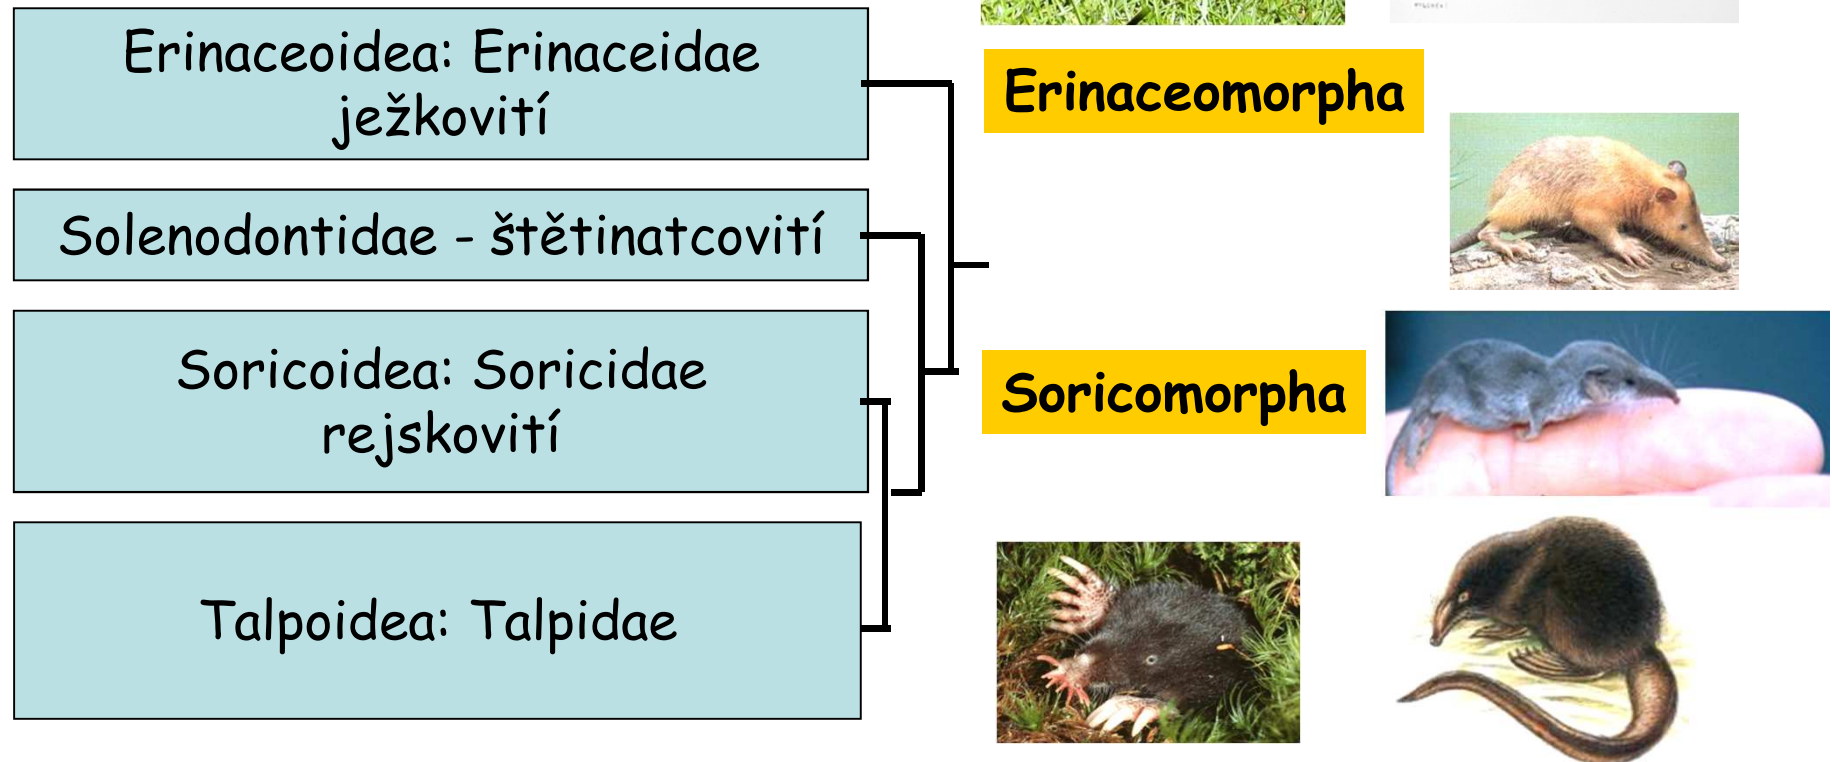 Erinaceoidea: Erinaceidae
ježkovití
Erinaceomorpha
Solenodontidae - štětinatcovití
Soricoidea: Soricidae
rejskovití
Soricomorpha
Talpoidea: Talpidae